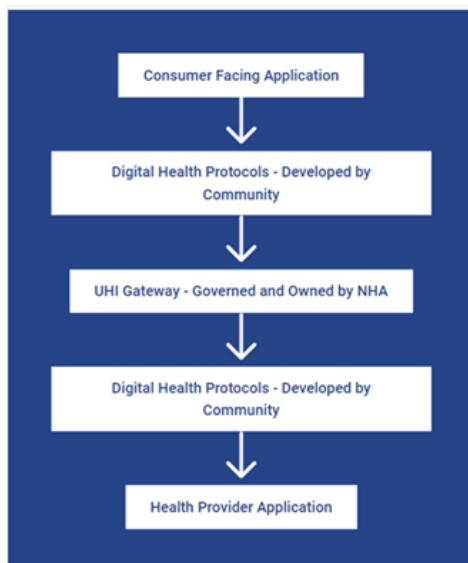 Consumer Facing Application
Digital Health Protocols - Developed by
Community
UHI Gateway - Governed and Owned by NHA
Digital Health Protocols - Developed by
Community
Health Provider Application